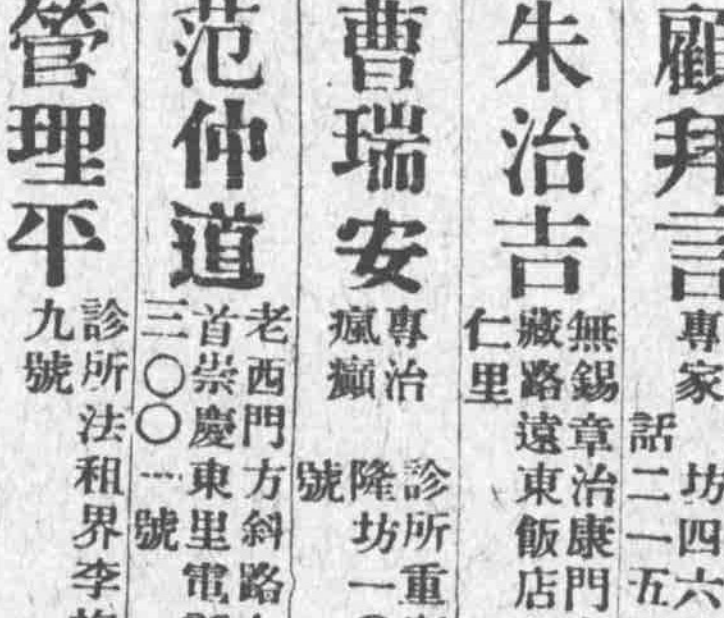 顧拜言
專家
坊四六
話二一五
朱治吉
無錫章治康門
藏路遠東飯店
仁里
曹瑞安
專治
瘋癲
診所重
隆坊一
號
范仲道
老西門方斜路
首崇慶東里電
三〇〇一號
管理平
診所法租界李
九號